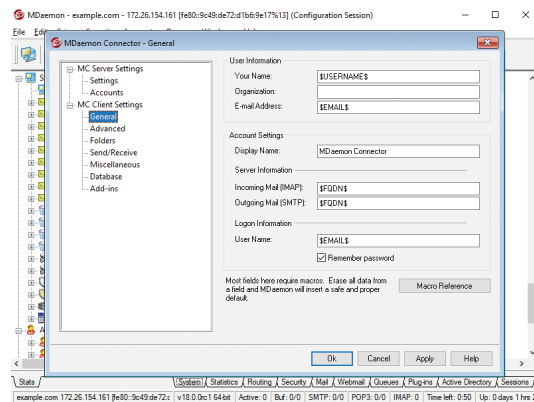 MDaemon - example.com - 172.26.154.161 [fe80::9c49:de72:d1b6:9e17%13] (Configuration Session)
File
MDaemon Connector - General
MC Server Settings
Settings
Accounts
MC Client Settings
General
Advanced
Folders
Send/Receive
Miscellaneous
Database
Add-ins
User Information
Your Name: $USERNAME$
Organization:
E-mail Address: $EMAIL$
Account Settings
Display Name: MDaemon Connector
Server Information
Incoming Mail (IMAP): $FQDN$
Outgoing Mail (SMTP): $FQDN$
Logon Information
User Name: $EMAIL$
Remember password
Most fields here require macros. Erase all data from
a field and MDaemon will insert a safe and proper
default.
Macro Reference
Ok Cancel Apply Help
Stats System Statistics Routing Security Mail Webmail Queues Plug-ins Active Directory Sessions
example.com 172.26.154.161 [fe80::9c49:de72:c v18.0.0rc1 64-bit Active: 0 Buf: 0/0 SMTP: 0/0 POP3: 0/0 IMAP: 0 Time left: 0:50 Up: 0 days 1 hrs